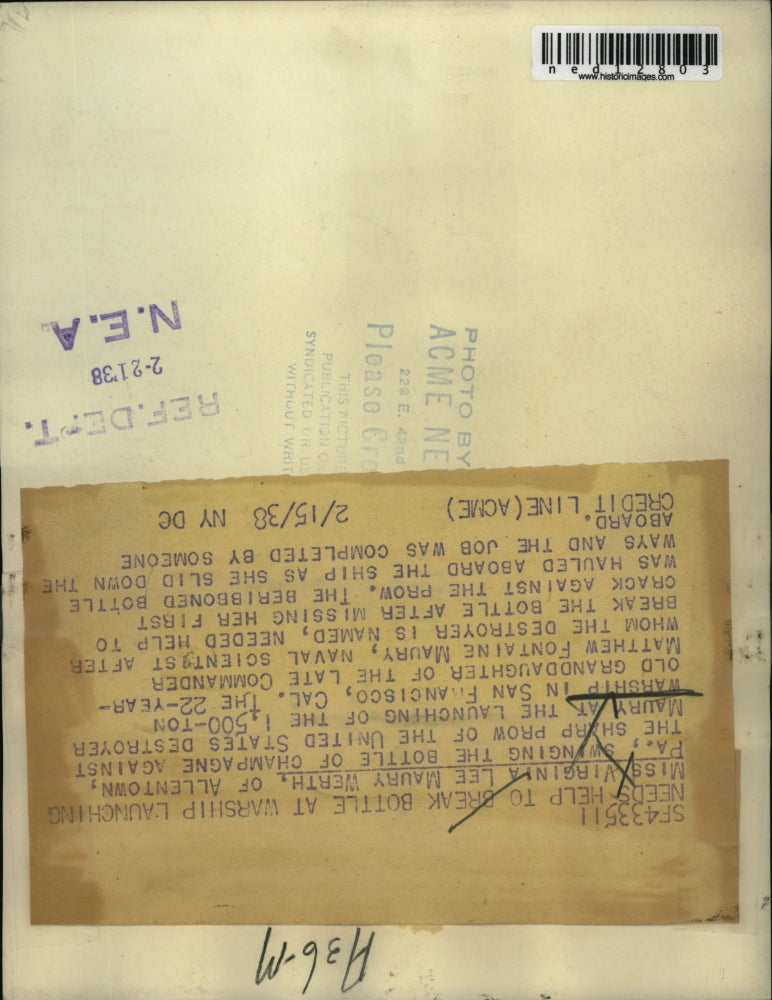 ned12803
www.historicimages.com
N.E.A.
2-21'38
REF. DEPT.
PHOTO BY
ACME NE
220 E. 42nd
Please Cre
THIS PICTURE
PUBLICATION ON
SYNDICATED OR US
WITHOUT WRIT
SF433511
NEEDS HELP TO BREAK BOTTLE AT WARSHIP LAUNCHING
MISS VIRGINIA LEE MAURY WERTH, OF ALLENTOWN,
PA., SWINGING THE BOTTLE OF CHAMPAGNE AGAINST
THE SHARP PROW OF THE UNITED STATES DESTROYER
MAURY AT THE LAUNCHING OF THE 1,500-TON
WARSHIP IN SAN FRANCISCO, CAL. THE 22-YEAR-
OLD GRANDDAUGHTER OF THE LATE COMMANDER
MATTHEW FONTAINE MAURY, NAVAL SCIENTIST AFTER
WHOM THE DESTROYER IS NAMED, NEEDED HELP TO
BREAK THE BOTTLE AFTER MISSING HER FIRST
CRACK AGAINST THE PROW. THE BERIBBONED BOTTLE
WAS HAULED ABOARD THE SHIP AS SHE SLID DOWN THE
WAYS AND THE JOB WAS COMPLETED BY SOMEONE
ABOARD.
CREDIT LINE (ACME) 2/15/38 NY DC
H36-M